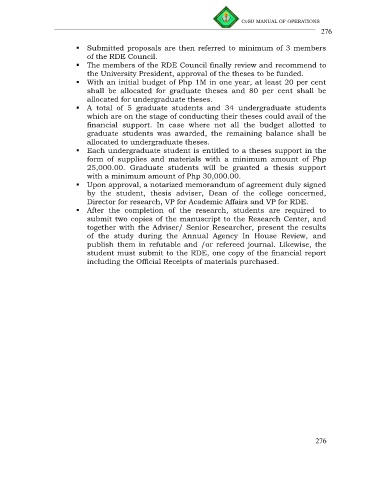 CvSU MANUAL OF OPERATIONS
276
▪ Submitted proposals are then referred to minimum of 3 members
of the RDE Council.
▪ The members of the RDE Council finally review and recommend to
the University President, approval of the theses to be funded.
▪ With an initial budget of Php 1M in one year, at least 20 per cent
shall be allocated for graduate theses and 80 per cent shall be
allocated for undergraduate theses.
▪ A total of 5 graduate students and 34 undergraduate students
which are on the stage of conducting their theses could avail of the
financial support. In case where not all the budget allotted to
graduate students was awarded, the remaining balance shall be
allocated to undergraduate theses.
▪ Each undergraduate student is entitled to a theses support in the
form of supplies and materials with a minimum amount of Php
25,000.00. Graduate students will be granted a thesis support
with a minimum amount of Php 30,000.00.
▪ Upon approval, a notarized memorandum of agreement duly signed
by the student, thesis adviser, Dean of the college concerned,
Director for research, VP for Academic Affairs and VP for RDE.
▪ After the completion of the research, students are required to
submit two copies of the manuscript to the Research Center, and
together with the Adviser/ Senior Researcher, present the results
of the study during the Annual Agency In House Review, and
publish them in refutable and /or refereed journal. Likewise, the
student must submit to the RDE, one copy of the financial report
including the Official Receipts of materials purchased.
276